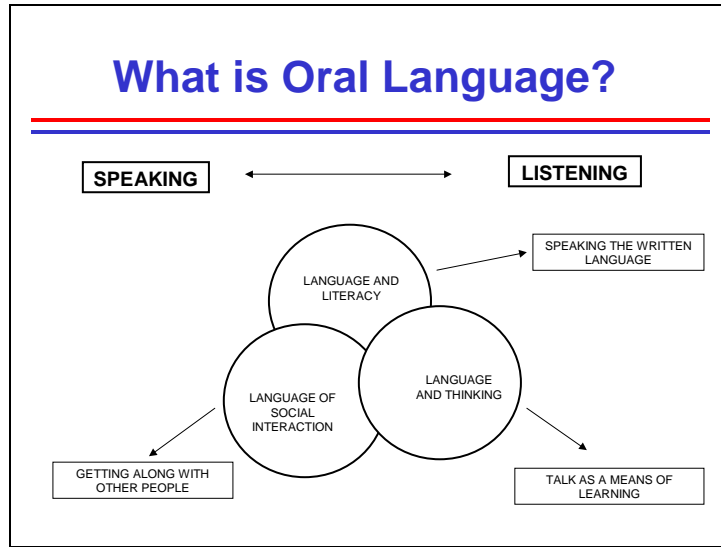 What is Oral Language?
SPEAKING
LISTENING
SPEAKING THE WRITTEN
LANGUAGE
LANGUAGE AND
LITERACY
LANGUAGE
AND THINKING
LANGUAGE OF
SOCIAL
INTERACTION
GETTING ALONG WITH
OTHER PEOPLE
TALK AS A MEANS OF
LEARNING